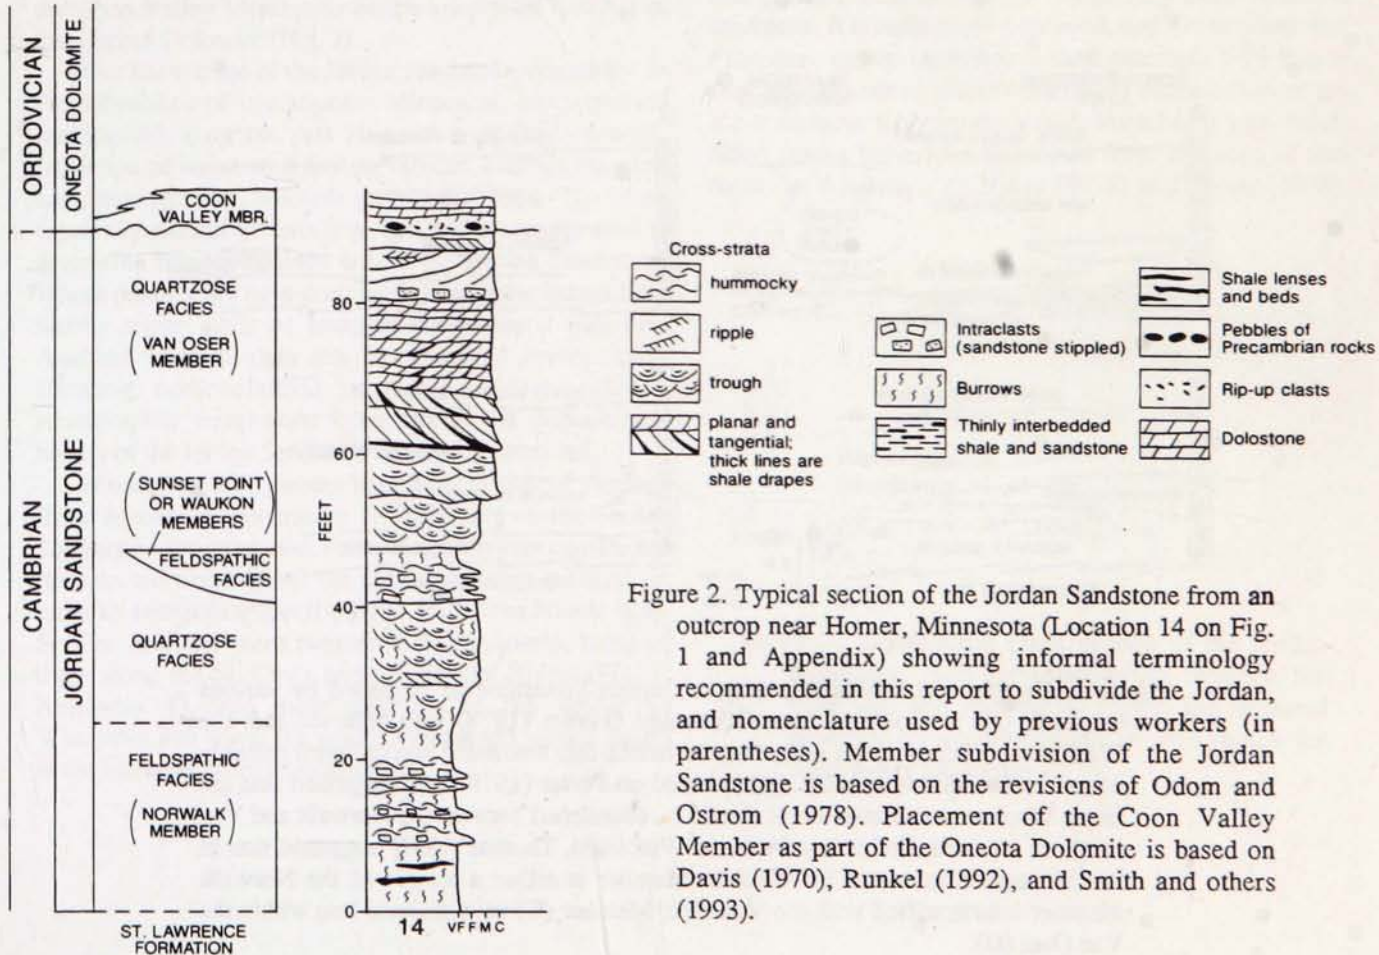 ORDOVICIAN
ONEOTA DOLOMITE
COON
VALLEY MBR.
CAMBRIAN
JORDAN SANDSTONE
QUARTZOSE
FACIES
(VAN OSER
MEMBER)
(SUNSET POINT
OR WAUKON
MEMBERS)
FELDSPATHIC
FACIES
QUARTZOSE
FACIES
FELDSPATHIC
FACIES
(NORWALK
MEMBER)
ST. LAWRENCE
FORMATION
FEET
80
60
40
20
0
14
VF F M C
Cross-strata
hummocky
ripple
trough
planar and
tangential;
thick lines are
shale drapes
Intraclasts
(sandstone stippled)
Burrows
Thinly interbedded
shale and sandstone
Shale lenses
and beds
Pebbles of
Precambrian rocks
Rip-up clasts
Dolostone
Figure 2. Typical section of the Jordan Sandstone from an
outcrop near Homer, Minnesota (Location 14 on Fig.
1 and Appendix) showing informal terminology
recommended in this report to subdivide the Jordan,
and nomenclature used by previous workers (in
parentheses). Member subdivision of the Jordan
Sandstone is based on the revisions of Odom and
Ostrom (1978). Placement of the Coon Valley
Member as part of the Oneota Dolomite is based on
Davis (1970), Runkel (1992), and Smith and others
(1993).